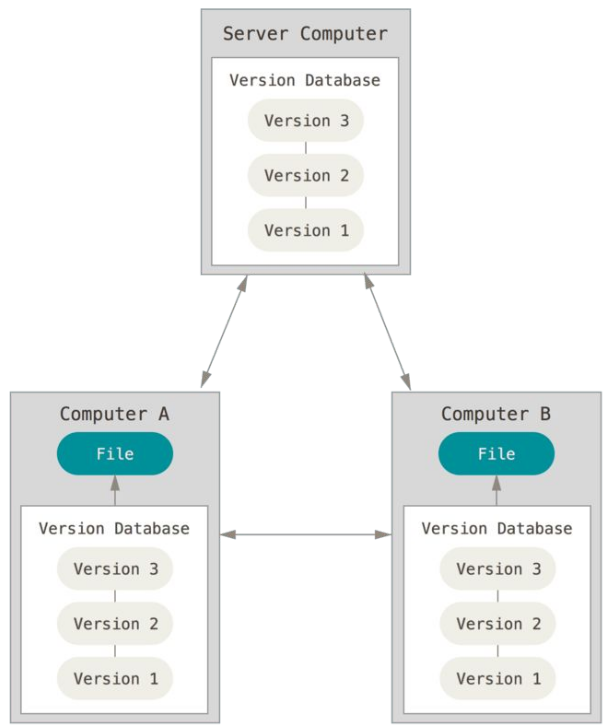 Server Computer
Version Database
Version 3
Version 2
Version 1
Computer A
File
Version Database
Version 3
Version 2
Version 1
Computer B
File
Version Database
Version 3
Version 2
Version 1